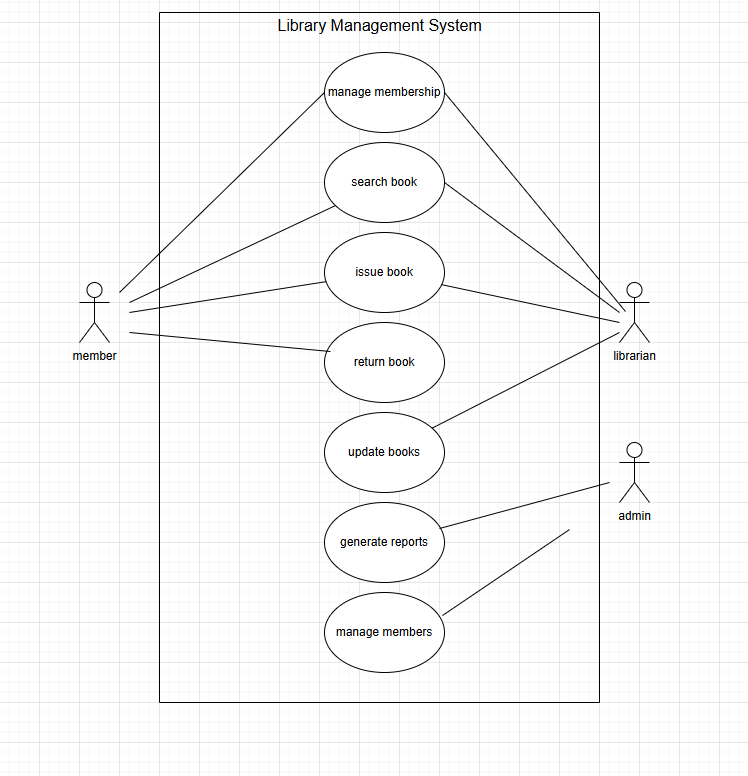 Library Management System
manage membership
search book
issue book
return book
member
librarian
update books
admin
generate reports
manage members